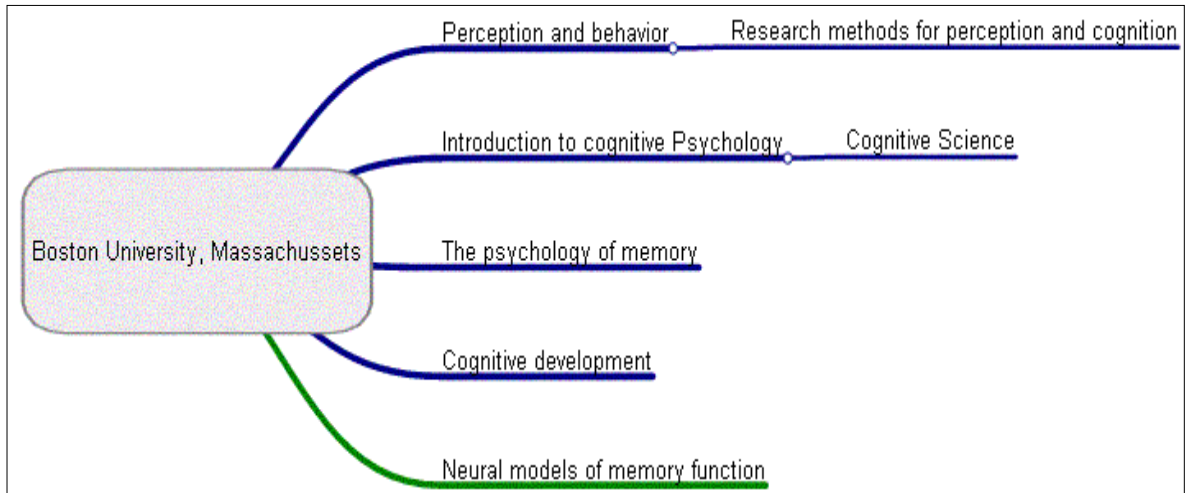 Perception and behavior
Research methods for perception and cognition
Introduction to cognitive Psychology
Cognitive Science
Boston University, Massachussets
The psychology of memory
Cognitive development
Neural models of memory function